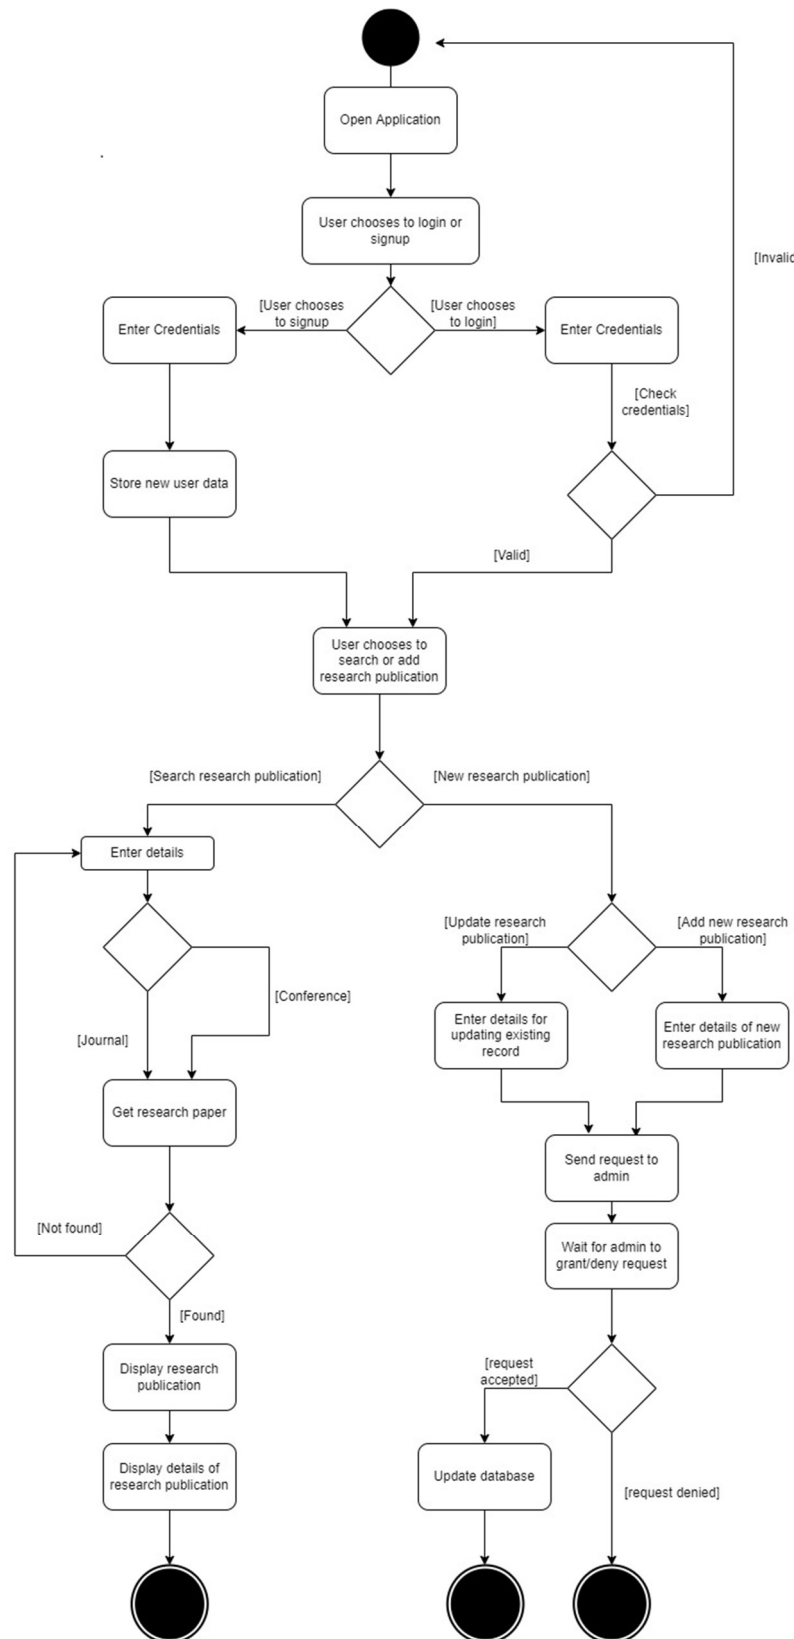 Open Application
User chooses to login or
signup
[Invalid
[User chooses
to signup
[User chooses
to login]
Enter Credentials
Enter Credentials
[Check
credentials]
Store new user data
[Valid]
User chooses to
search or add
research publication
[Search research publication]
[New research publication]
Enter details
[Update research
publication]
[Add new research
publication]
[Conference]
[Journal]
Enter details for
updating existing
record
Enter details of new
research publication
Get research paper
Send request to
admin
[Not found]
Wait for admin to
grant/deny request
[Found]
Display research
publication
[request
accepted]
Display details of
research publication
Update database
[request denied]